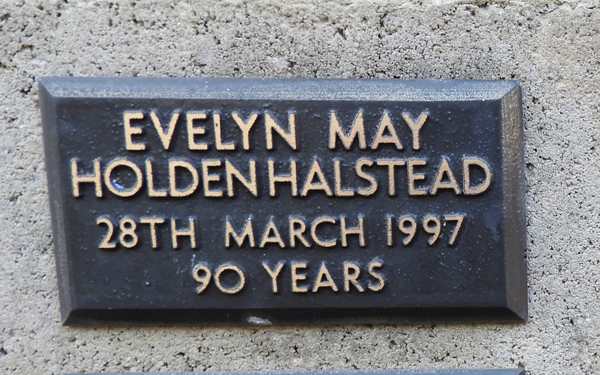 EVELYN MAY
HOLDEN HALSTEAD
28TH MARCH 1997
90 YEARS